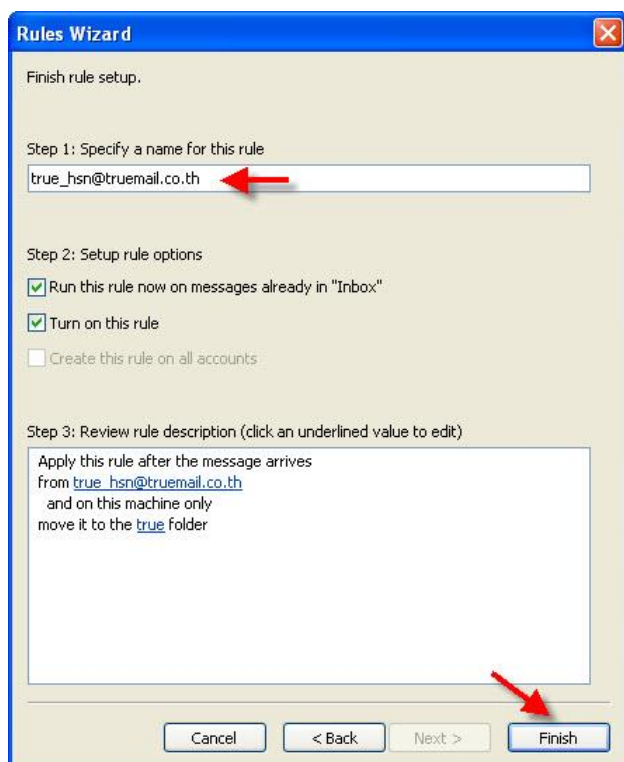 Rules Wizard
Finish rule setup.
Step 1: Specify a name for this rule
true_hsn@truemail.co.th
Step 2: Setup rule options
Run this rule now on messages already in "Inbox"
Turn on this rule
Create this rule on all accounts
Step 3: Review rule description (click an underlined value to edit)
Apply this rule after the message arrives
from true_hsn@truemail.co.th
and on this machine only
move it to the true folder
Cancel < Back Next > Finish